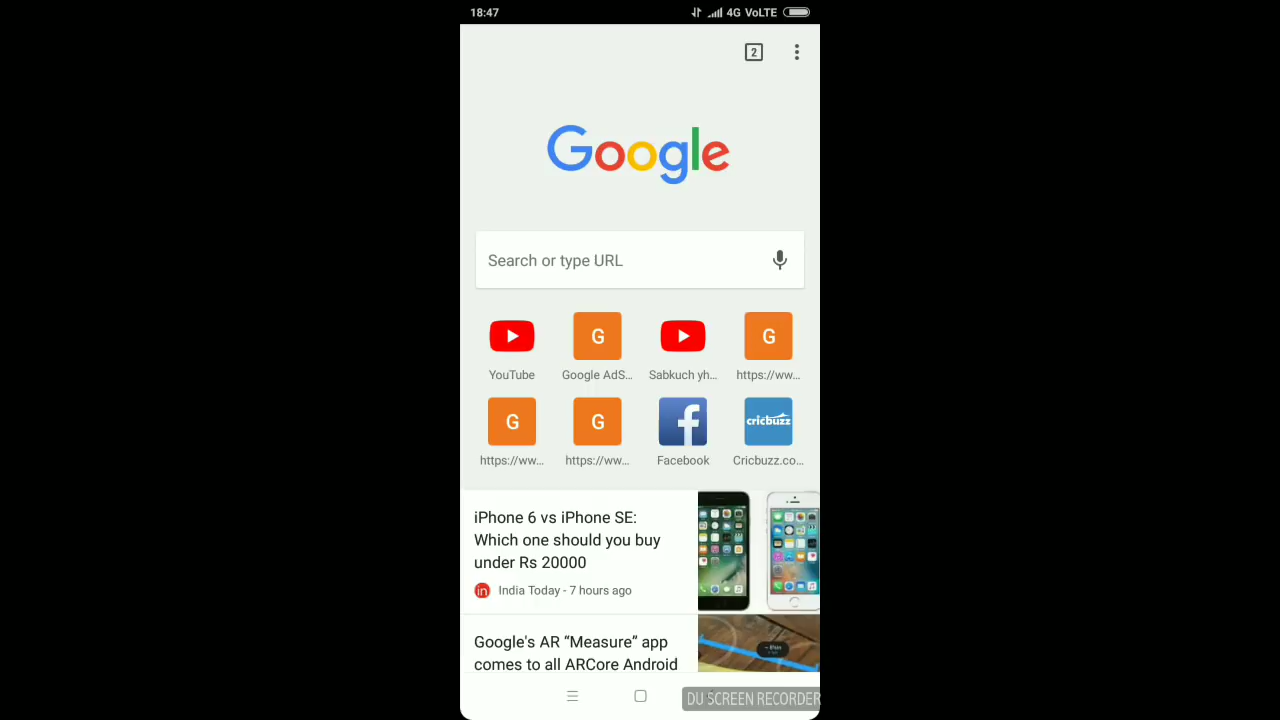 18:47
4G VoLTE
2
Google
Search or type URL
G
G
YouTube
Google AdS...
Sabkuch yh...
https://ww...
G
G
f
cricbuzz
https://ww...
https://ww...
Facebook
Cricbuzz.co...
iPhone 6 vs iPhone SE:
Which one should you buy
under Rs 20000
in
India Today - 7 hours ago
Google's AR “Measure” app
comes to all ARCore Android
DU SCREEN RECORDER